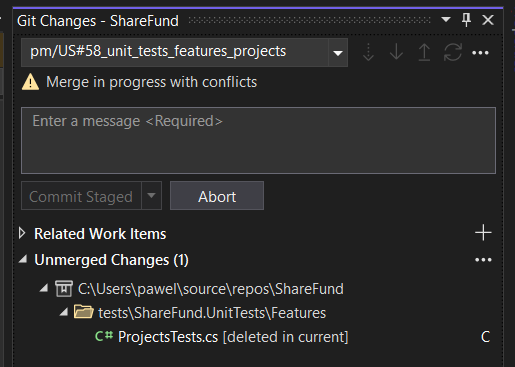 Git Changes - ShareFund
pm/US#58_unit_tests_features_projects
Merge in progress with conflicts
Enter a message <Required>
Commit Staged
Abort
Related Work Items
Unmerged Changes (1)
C:\Users\pawel\source\repos\ShareFund
tests\ShareFund.UnitTests\Features
C# ProjectsTests.cs [deleted in current] C